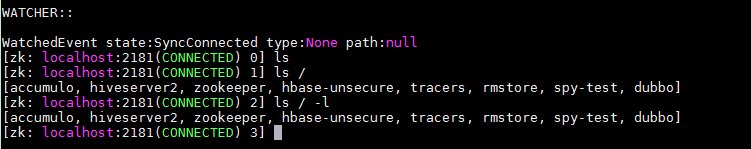 WATCHER::
WatchedEvent state:SyncConnected type:None path:null
[zk: localhost:2181(CONNECTED) 0] ls
[zk: localhost:2181(CONNECTED) 1] ls /
[accumulo, hiveserver2, zookeeper, hbase-unsecure, tracers, rmstore, spy-test, dubbo]
[zk: localhost:2181(CONNECTED) 2] ls / -l
[accumulo, hiveserver2, zookeeper, hbase-unsecure, tracers, rmstore, spy-test, dubbo]
[zk: localhost:2181(CONNECTED) 3]